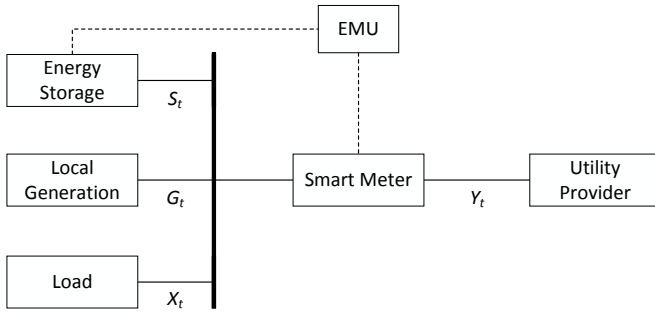 EMU
Energy
Storage
S_t
Local
Generation
G_t
Smart Meter
Y_t
Utility
Provider
Load
X_t